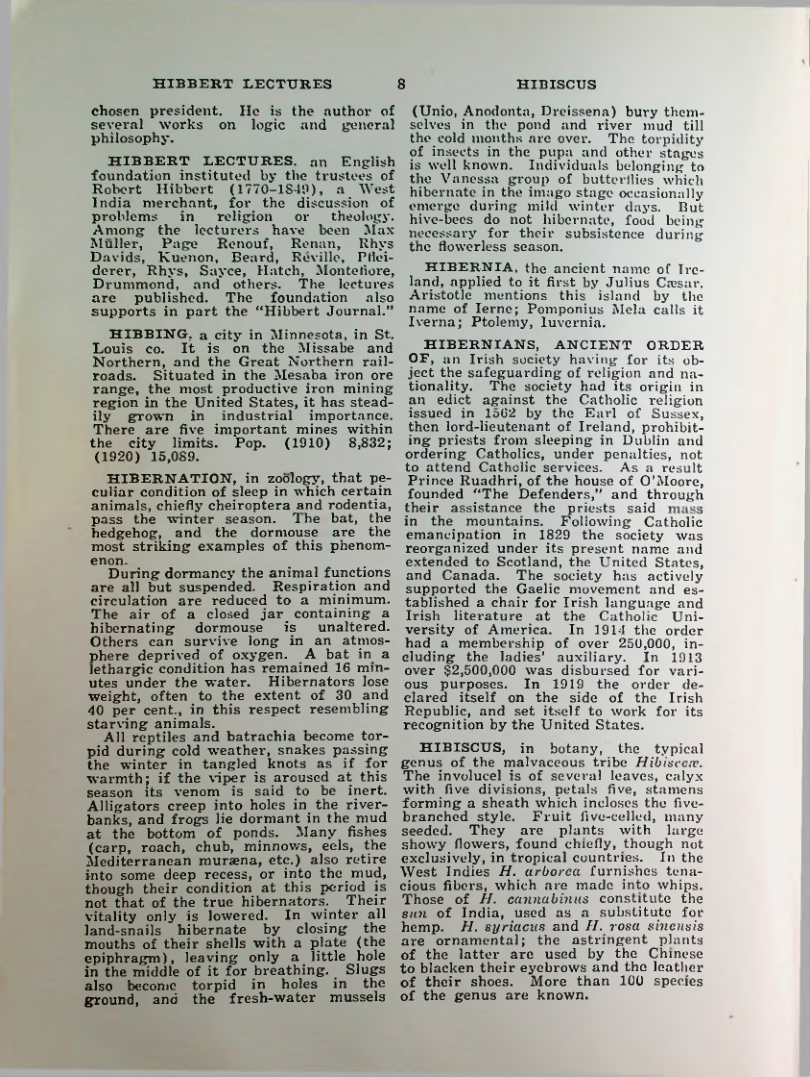 HIBBERT LECTURES 8 HIBISCUS
chosen president. He is the author of
several works on logic and general
philosophy.
HIBBERT LECTURES, an English
foundation instituted by the trustees of
Robert Hibbert (1770-1849), a West
India merchant, for the discussion of
problems in religion or theology.
Among the lecturers have been Max
Müller, Page Renouf, Renan, Rhys
Davids, Kuenon, Beard, Réville, Pflei-
derer, Rhys, Sayce, Hatch, Montefiore,
Drummond, and others. The lectures
are published. The foundation also
supports in part the "Hibbert Journal."
HIBBING, a city in Minnesota, in St.
Louis co. It is on the Missabe and
Northern, and the Great Northern rail-
roads. Situated in the Mesaba iron ore
range, the most productive iron mining
region in the United States, it has stead-
ily grown in industrial importance.
There are five important mines within
the city limits. Pop. (1910) 8,832;
(1920) 15,089.
HIBERNATION, in zoölogy, that pe-
culiar condition of sleep in which certain
animals, chiefly cheiroptera and rodentia,
pass the winter season. The bat, the
hedgehog, and the dormouse are the
most striking examples of this phenom-
enon.
During dormancy the animal functions
are all but suspended. Respiration and
circulation are reduced to a minimum.
The air of a closed jar containing a
hibernating dormouse is unaltered.
Others can survive long in an atmos-
phere deprived of oxygen. A bat in a
lethargic condition has remained 16 min-
utes under the water. Hibernators lose
weight, often to the extent of 30 and
40 per cent., in this respect resembling
starving animals.
All reptiles and batrachia become tor-
pid during cold weather, snakes passing
the winter in tangled knots as if for
warmth; if the viper is aroused at this
season its venom is said to be inert.
Alligators creep into holes in the river-
banks, and frogs lie dormant in the mud
at the bottom of ponds. Many fishes
(carp, roach, chub, minnows, eels, the
Mediterranean muræna, etc.) also retire
into some deep recess, or into the mud,
though their condition at this period is
not that of the true hibernators. Their
vitality only is lowered. In winter all
land-snails hibernate by closing the
mouths of their shells with a plate (the
epiphragm), leaving only a little hole
in the middle of it for breathing. Slugs
also become torpid in holes in the
ground, and the fresh-water mussels
(Unio, Anodonta, Dreissena) bury them-
selves in the pond and river mud till
the cold months are over. The torpidity
of insects in the pupa and other stages
is well known. Individuals belonging to
the Vanessa group of butterflies which
hibernate in the imago stage occasionally
emerge during mild winter days. But
hive-bees do not hibernate, food being
necessary for their subsistence during
the flowerless season.
HIBERNIA, the ancient name of Ire-
land, applied to it first by Julius Cæsar.
Aristotle mentions this island by the
name of Ierne; Pomponius Mela calls it
Iverna; Ptolemy, Iuvernia.
HIBERNIANS, ANCIENT ORDER
OF, an Irish society having for its ob-
ject the safeguarding of religion and na-
tionality. The society had its origin in
an edict against the Catholic religion
issued in 1562 by the Earl of Sussex,
then lord-lieutenant of Ireland, prohibit-
ing priests from sleeping in Dublin and
ordering Catholics, under penalties, not
to attend Catholic services. As a result
Prince Ruadhri, of the house of O'Moore,
founded "The Defenders," and through
their assistance the priests said mass
in the mountains. Following Catholic
emancipation in 1829 the society was
reorganized under its present name and
extended to Scotland, the United States,
and Canada. The society has actively
supported the Gaelic movement and es-
tablished a chair for Irish language and
Irish literature at the Catholic Uni-
versity of America. In 1914 the order
had a membership of over 250,000, in-
cluding the ladies' auxiliary. In 1913
over $2,500,000 was disbursed for vari-
ous purposes. In 1919 the order de-
clared itself on the side of the Irish
Republic, and set itself to work for its
recognition by the United States.
HIBISCUS, in botany, the typical
genus of the malvaceous tribe Hibisceæ.
The involucel is of several leaves, calyx
with five divisions, petals five, stamens
forming a sheath which incloses the five-
branched style. Fruit five-celled, many
seeded. They are plants with large
showy flowers, found chiefly, though not
exclusively, in tropical countries. In the
West Indies H. arborea furnishes tena-
cious fibers, which are made into whips.
Those of H. cannabinus constitute the
sun of India, used as a substitute for
hemp. H. syriacus and H. rosa sinensis
are ornamental; the astringent plants
of the latter are used by the Chinese
to blacken their eyebrows and the leather
of their shoes. More than 100 species
of the genus are known.